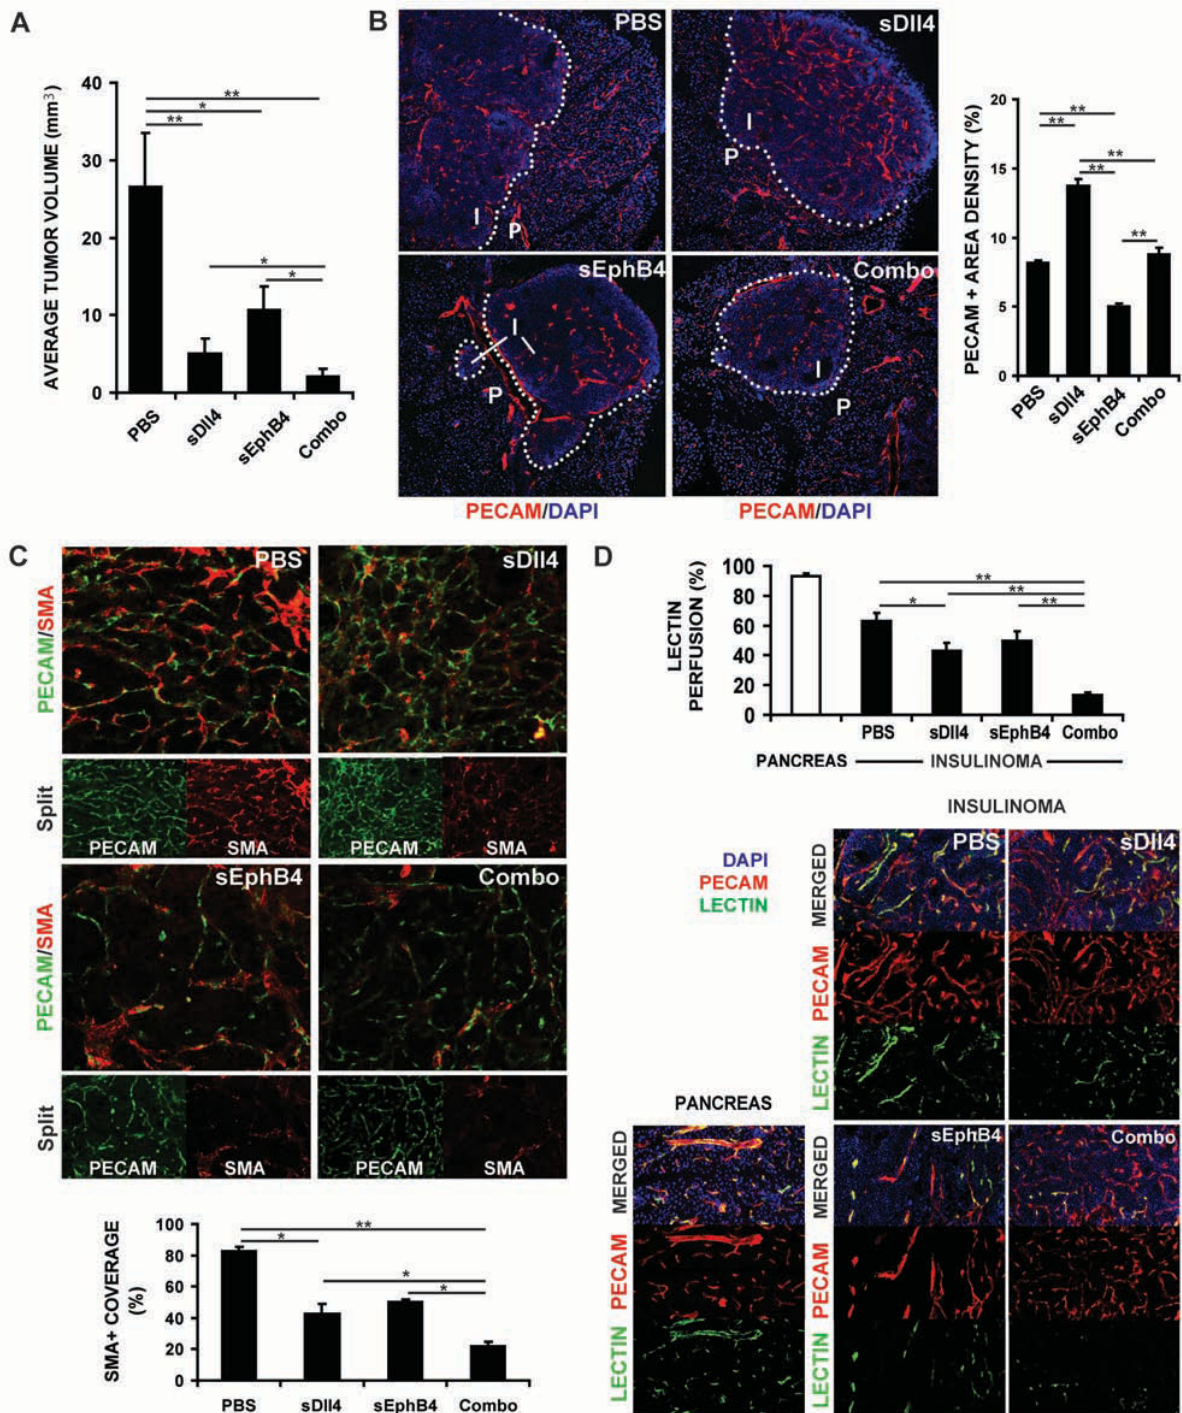 A
AVERAGE TUMOR VOLUME (mm³)
40
30
20
10
0
**
*
**
*
*
PBS
sDll4
sEphB4
Combo
B
PBS
I
P
sDll4
I
P
sEphB4
I
P
Combo
I
P
PECAM/DAPI
PECAM/DAPI
PECAM + AREA DENSITY (%)
20
15
10
5
0
**
**
**
**
**
PBS
sDll4
sEphB4
Combo
C
PECAM/SMA
PBS
sDll4
Split
PECAM
SMA
PECAM
SMA
PECAM/SMA
sEphB4
Combo
Split
PECAM
SMA
PECAM
SMA
SMA+ COVERAGE
(%)
100
80
60
40
20
0
**
*
*
*
PBS
sDll4
sEphB4
Combo
D
LECTIN
PERFUSION (%)
100
80
60
40
20
0
**
**
*
**
PBS
sDll4
sEphB4
Combo
PANCREAS
INSULINOMA
INSULINOMA
DAPI
PECAM
LECTIN
MERGED
PECAM
LECTIN
PBS
sDll4
PANCREAS
MERGED
PECAM
LECTIN
MERGED
PECAM
LECTIN
sEphB4
Combo